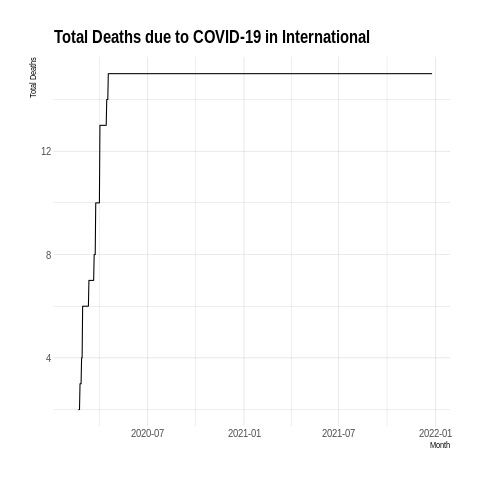 Total Deaths due to COVID-19 in International
Total Deaths
12
8
4
2020-07
2021-01
2021-07
2022-01
Month